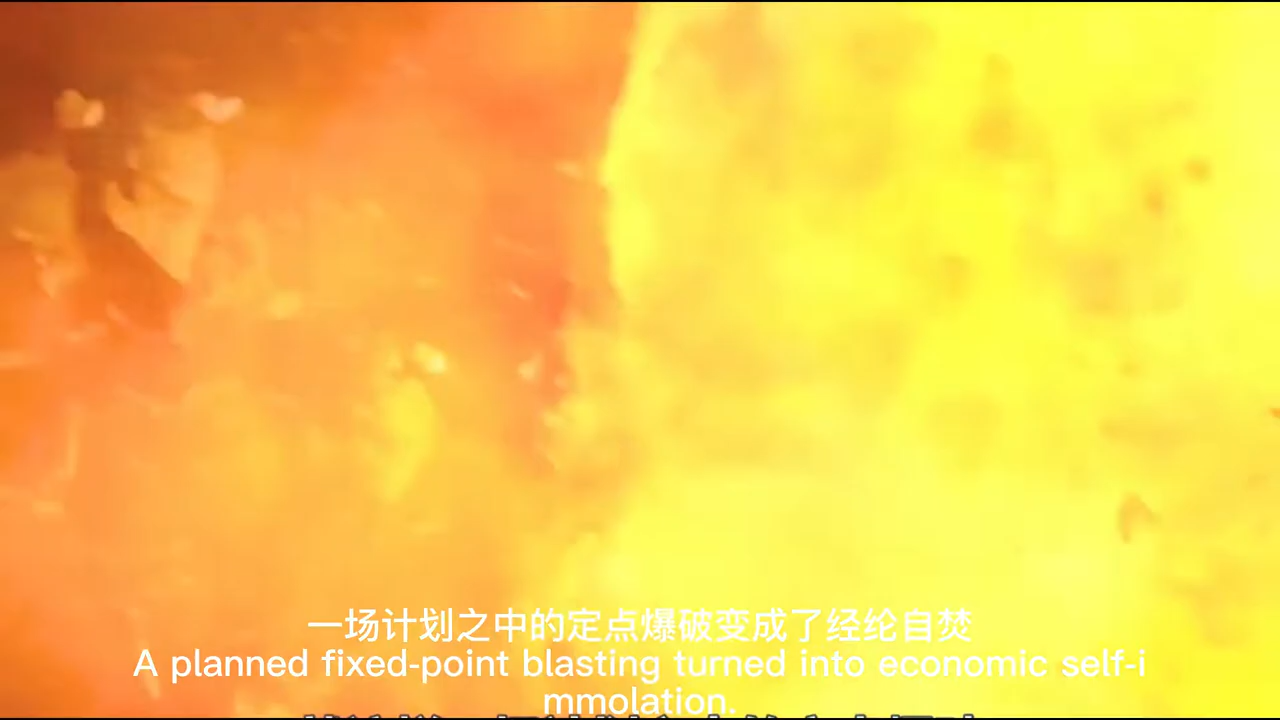 一场计划之中的定点爆破变成了经纶自焚
A planned fixed-point blasting turned into economic self-i
mmolation.